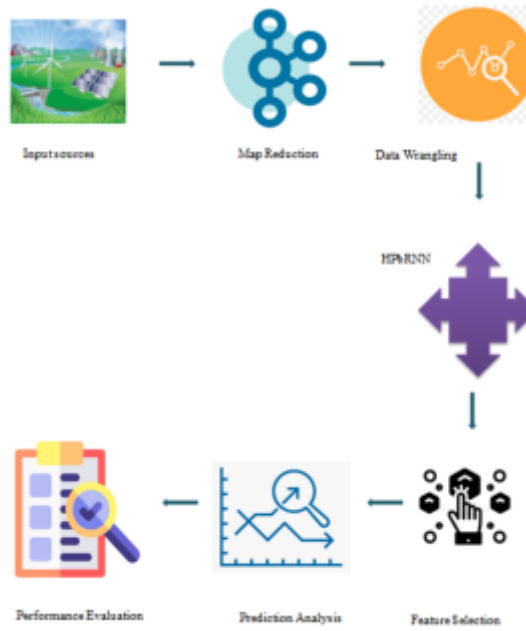 Input sources
Map Reduction
Data Wrangling
HPbRNN
Feature Selection
Prediction Analysis
Performance Evaluation